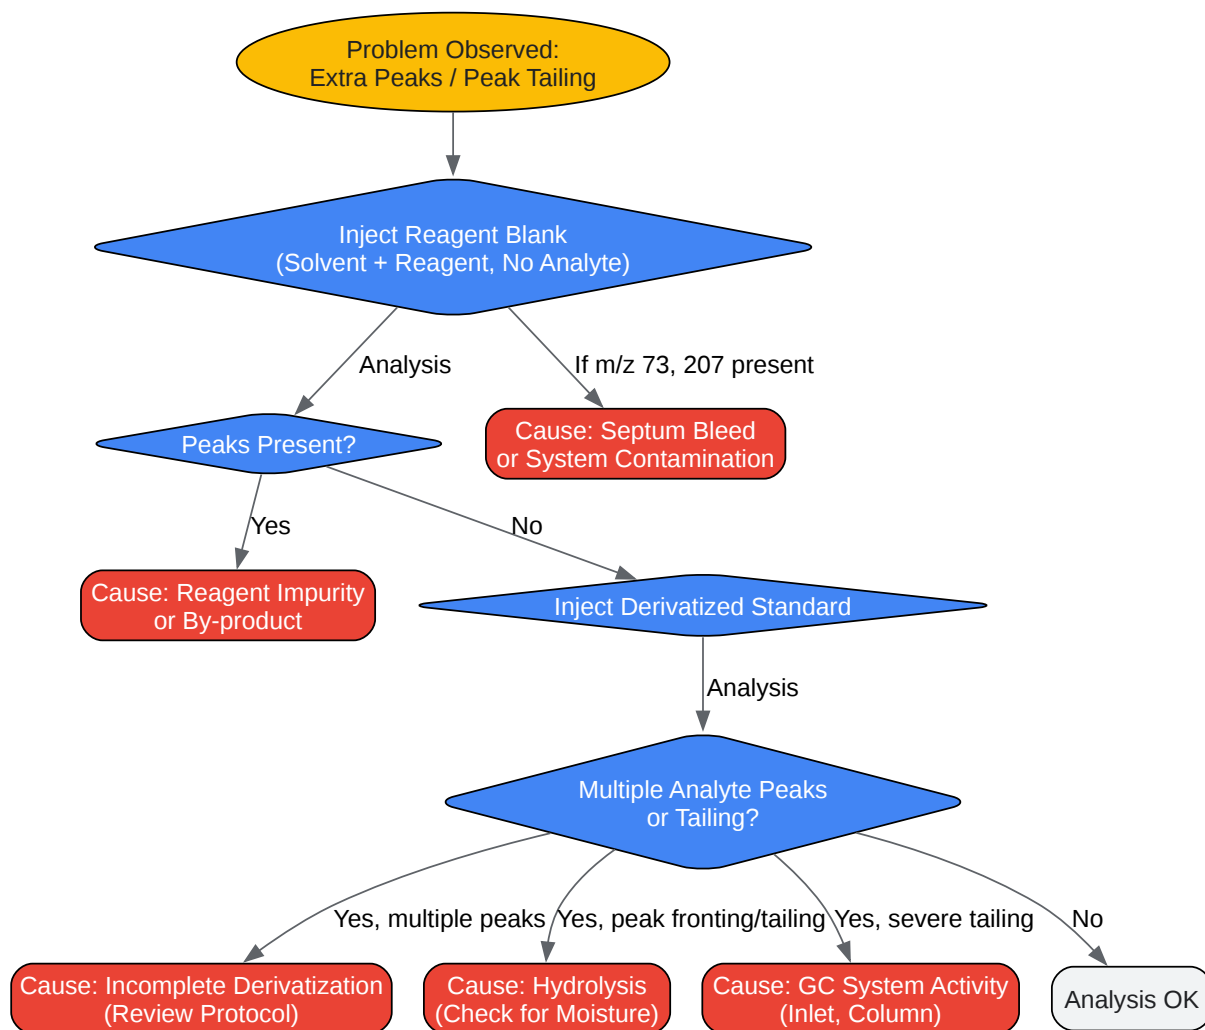 Problem Observed:
Extra Peaks / Peak Tailing
Inject Reagent Blank
(Solvent + Reagent, No Analyte)
Analysis
If m/z 73, 207 present
Peaks Present?
Cause: Septum Bleed
or System Contamination
Yes
No
Cause: Reagent Impurity
or By-product
Inject Derivatized Standard
Analysis
Multiple Analyte Peaks
or Tailing?
Yes, multiple peaks
Yes, peak fronting/tailing
Yes, severe tailing
No
Cause: Incomplete Derivatization
(Review Protocol)
Cause: Hydrolysis
(Check for Moisture)
Cause: GC System Activity
(Inlet, Column)
Analysis OK